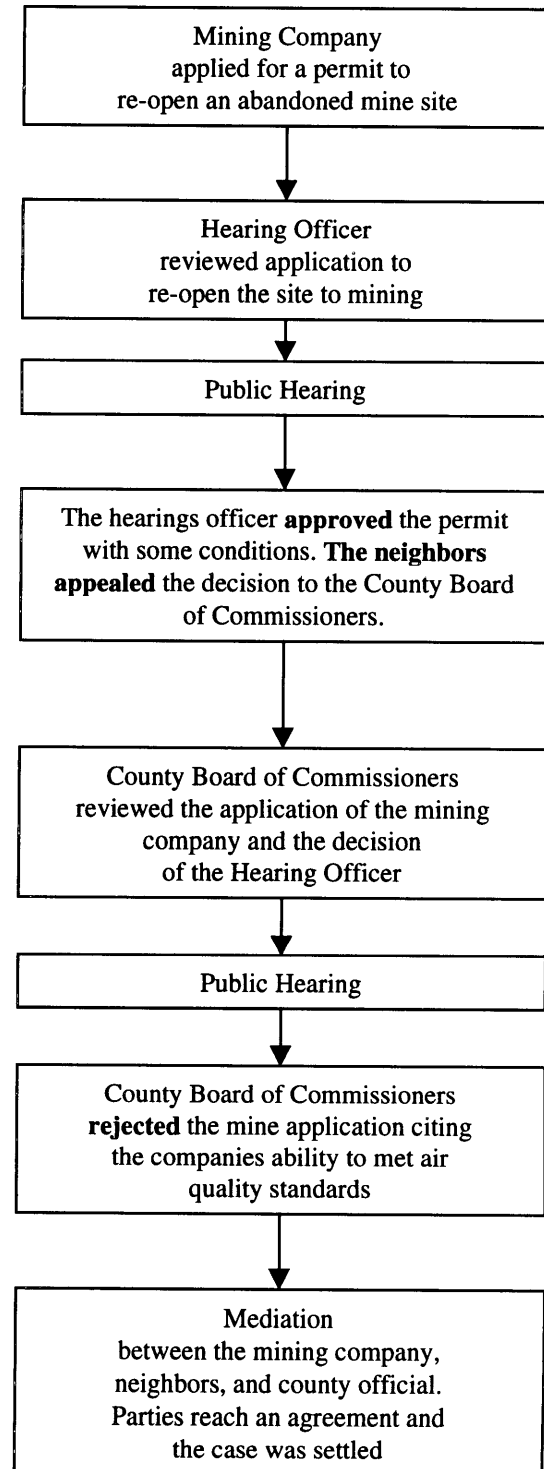 Mining Company
applied for a permit to
re-open an abandoned mine site
Hearing Officer
reviewed application to
re-open the site to mining
Public Hearing
The hearings officer approved the permit
with some conditions. The neighbors
appealed the decision to the County Board
of Commissioners.
County Board of Commissioners
reviewed the application of the mining
company and the decision
of the Hearing Officer
Public Hearing
County Board of Commissioners
rejected the mine application citing
the companies ability to met air
quality standards
Mediation
between the mining company,
neighbors, and county official.
Parties reach an agreement and
the case was settled